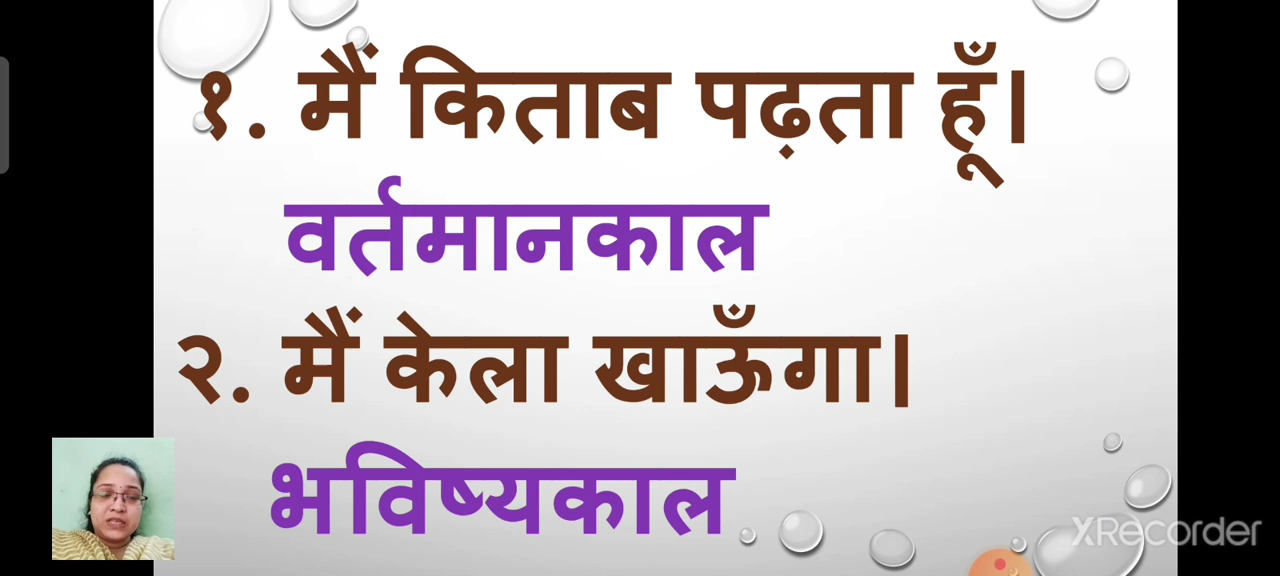 १. मैं किताब पढ़ता हूँ।
वर्तमानकाल
२. मैं केला खाऊँगा।
भविष्यकाल
XRecorder